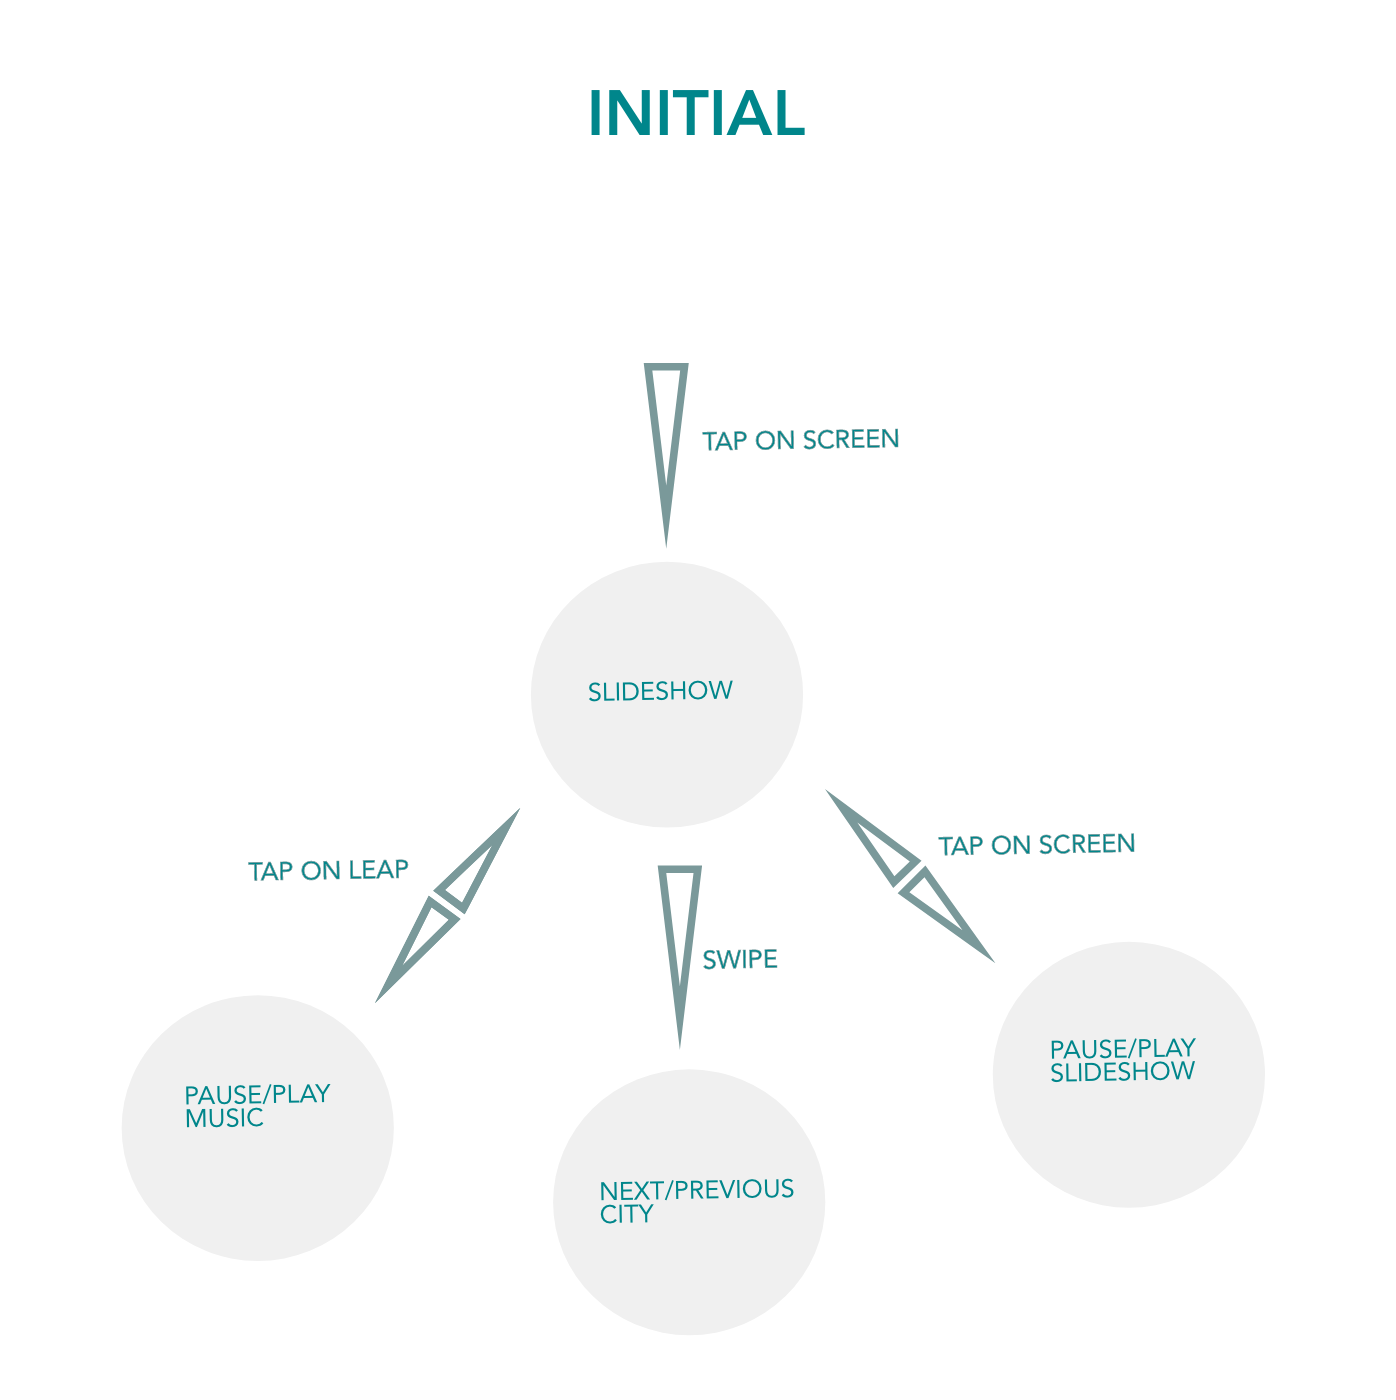 INITIAL
TAP ON SCREEN
SLIDESHOW
TAP ON LEAP
TAP ON SCREEN
SWIPE
PAUSE/PLAY
MUSIC
NEXT/PREVIOUS
CITY
PAUSE/PLAY
SLIDESHOW